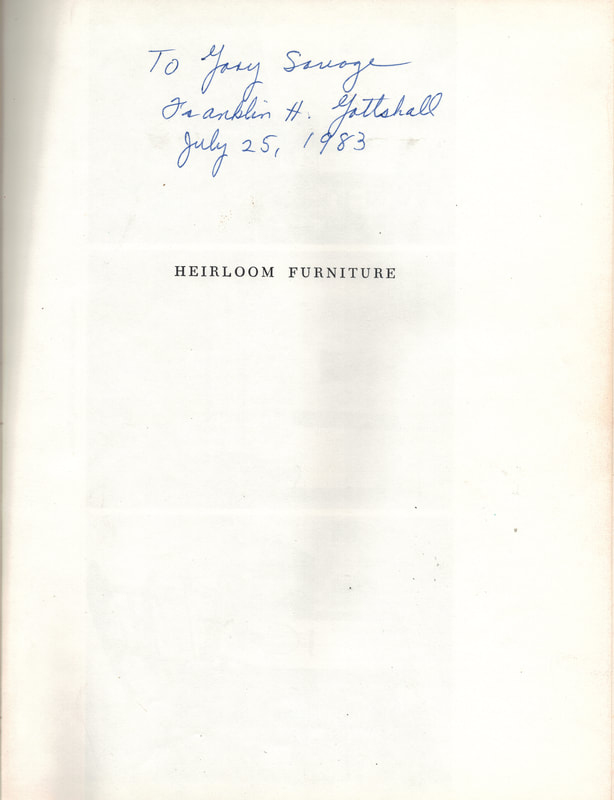 To Gary Savage
Franklin H. Gottshall
July 25, 1983
HEIRLOOM FURNITURE